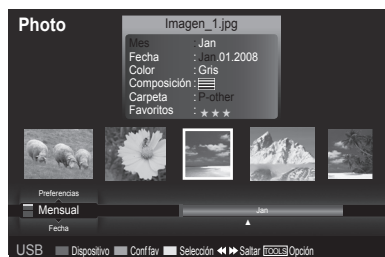 Photo
Imagen_1.jpg
Mes : Jan
Fecha : Jan.01.2008
Color : Gris
Composición :
Carpeta : P-other
Favoritos : ★★★
Preferencias
Mensual
Jan
Fecha
USB Dispositivo Conf fav Selección Saltar TOOLS Opción